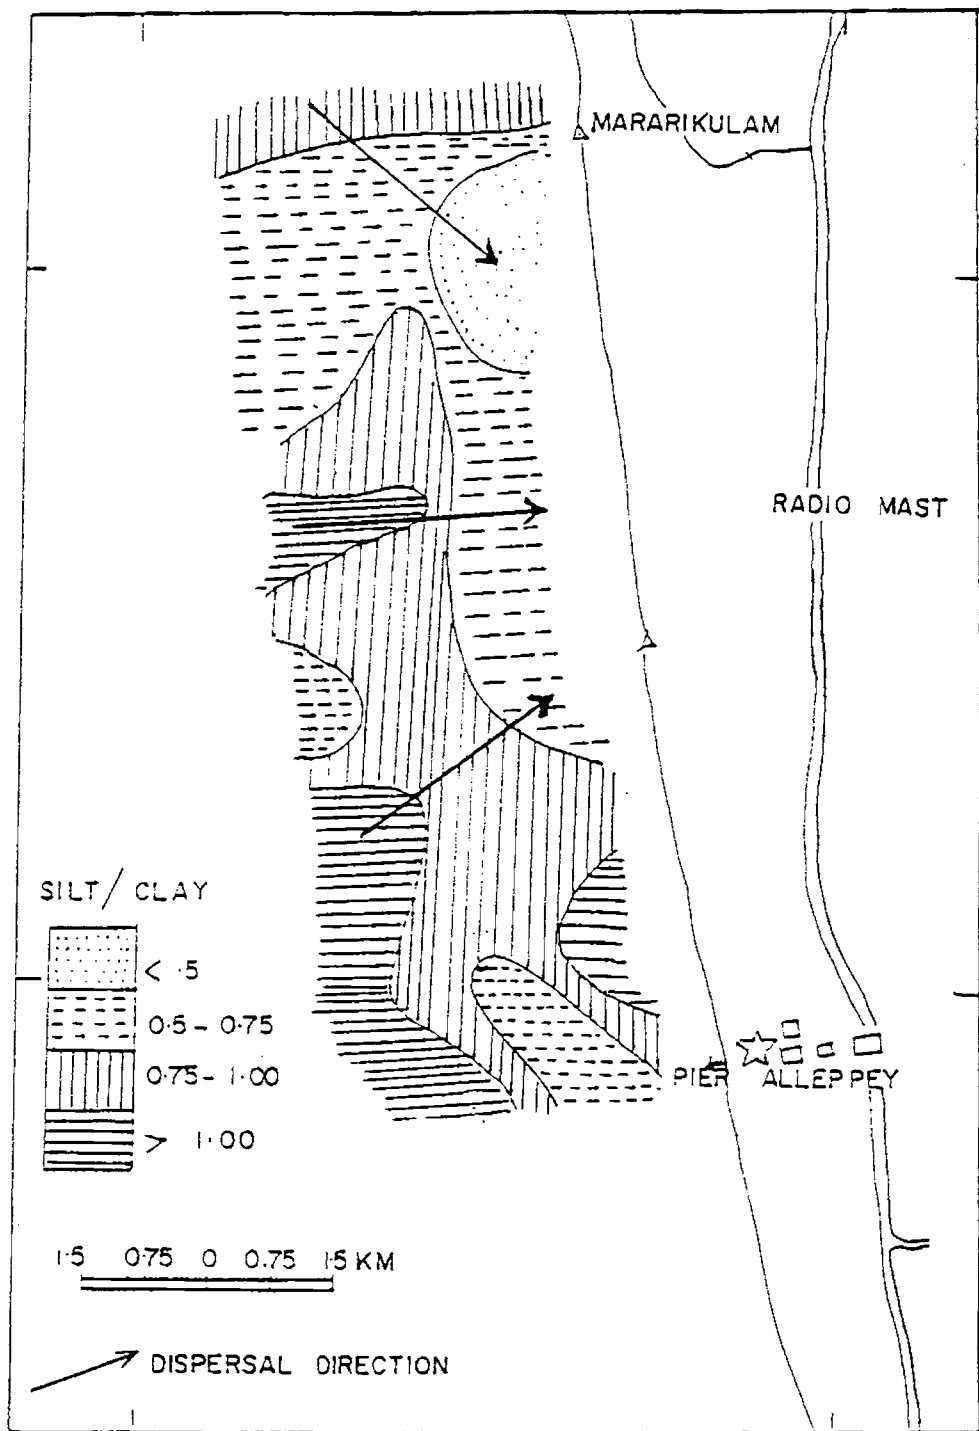 MARARIKULAM
RADIO MAST
SILT/CLAY
< ·5
0·5 - 0·75
0·75 - 1·00
> 1·00
PIER ALLEPPEY
1·5 0·75 0 0·75 1·5 KM
DISPERSAL DIRECTION